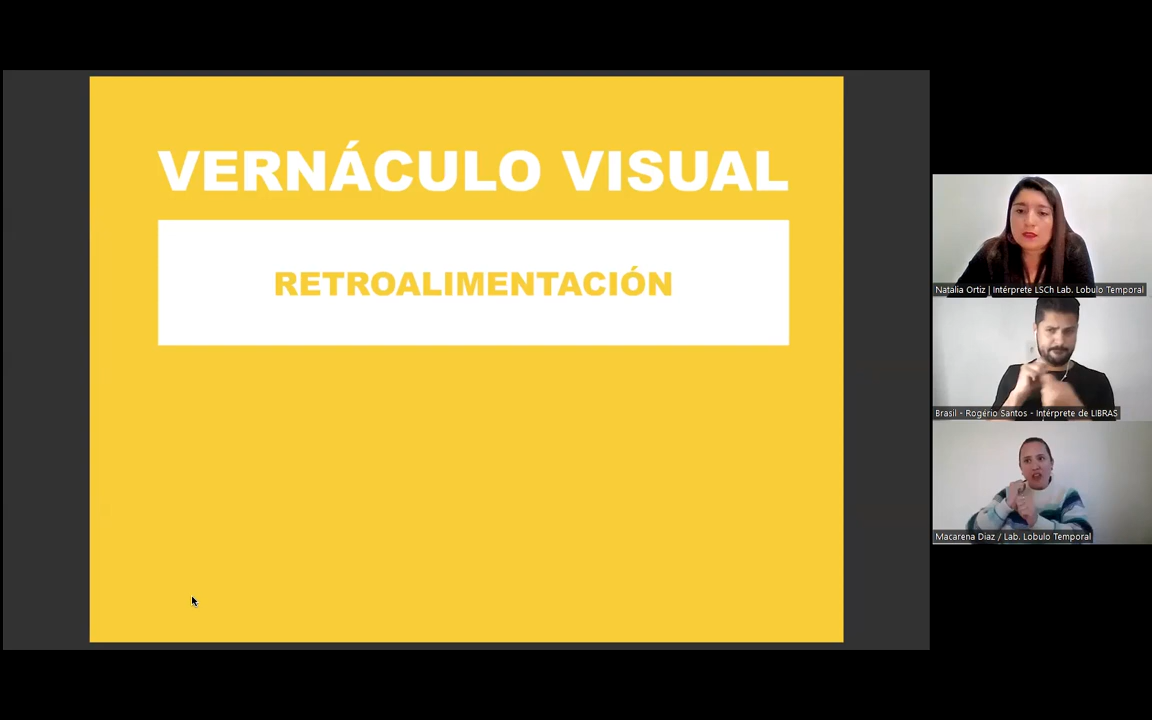 VERNÁCULO VISUAL
RETROALIMENTACIÓN
Natalia Ortiz | Intérprete LSCh Lab. Lobulo Temporal
Brasil - Rogério Santos - Intérprete de LIBRAS
Macarena Diaz / Lab. Lobulo Temporal